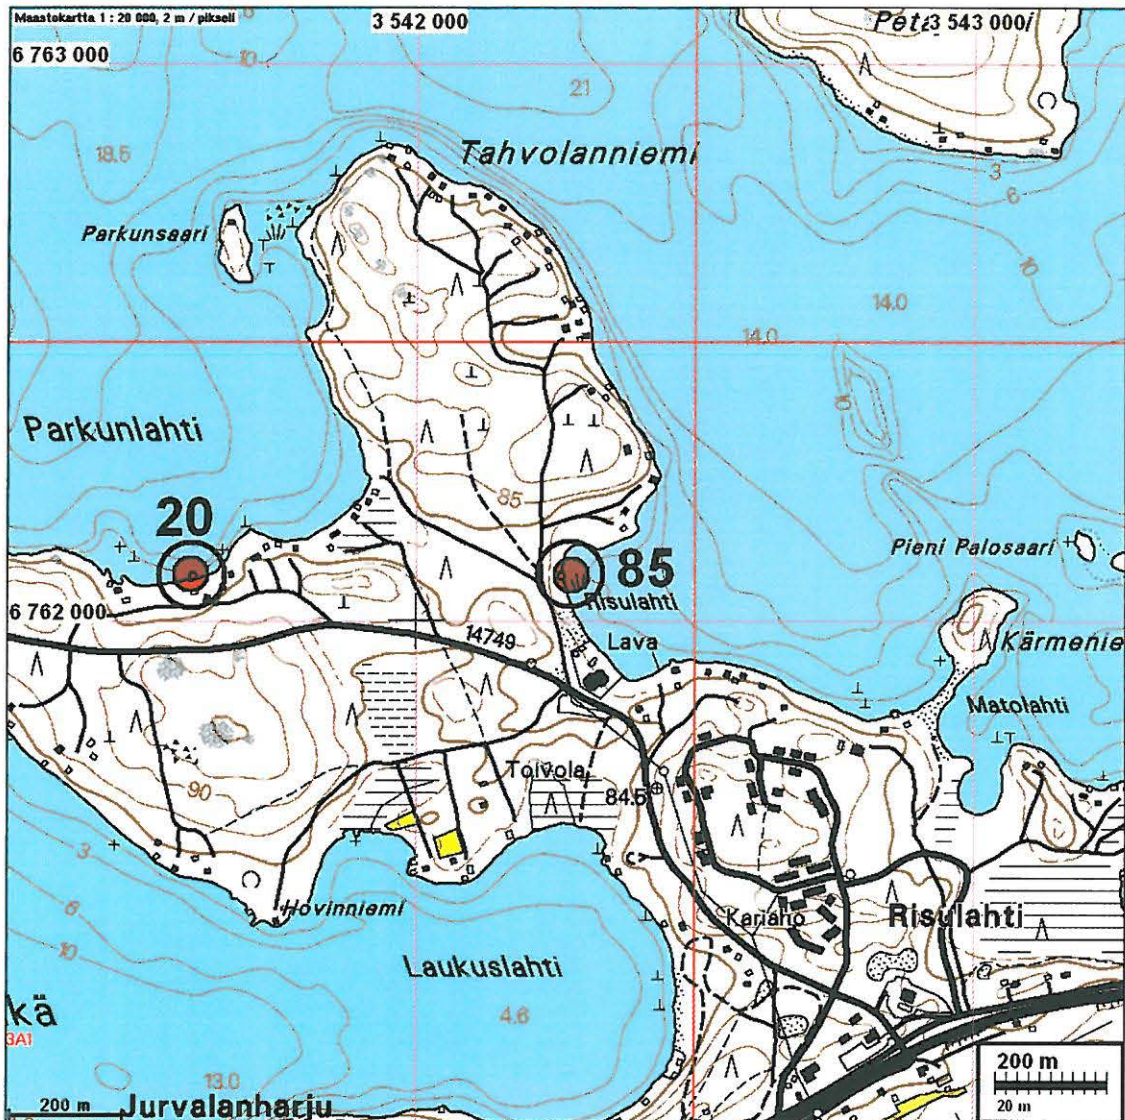 Maastokartta 1 : 20 000, 2 m / pikseli
3 542 000
3 543 000
6 763 000
10
21
18.5
Tahvolanniemi
3
6
Parkunsaari
10
14.0
14.0
10
Parkunlahti
85
20
85
Pieni Palosaari
Risulahti
6 762 000
14749
Lava
Kärmenie
Matolahti
Toivola
84.5
90
3
6
Hovinniemi
Kariaho
Risulahti
10
Laukuslahti
4.6
kä
3A1
13.0
200 m
200 m
Jurvalanharju
20 m